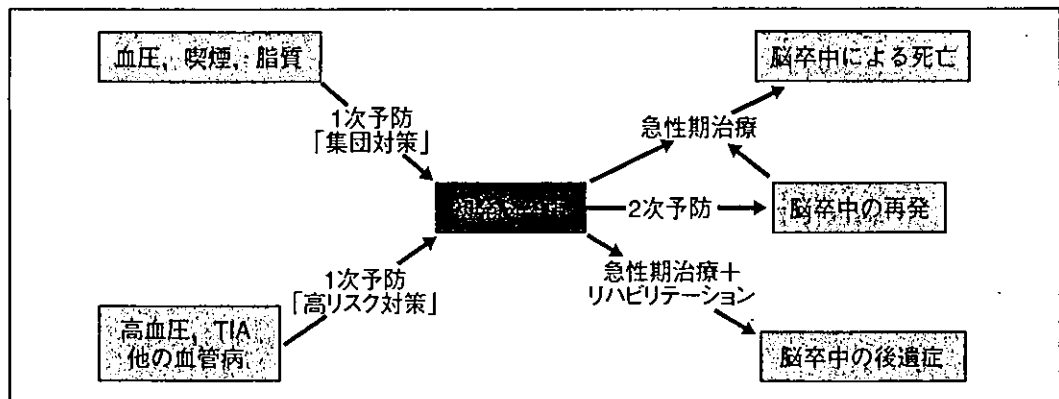 血圧，喫煙，脂質
脳卒中による死亡
1次予防
「集団対策」
急性期治療
2次予防
脳卒中の再発
1次予防
「高リスク対策」
急性期治療＋
リハビリテーション
高血圧，TIA
他の血管病
脳卒中の後遺症